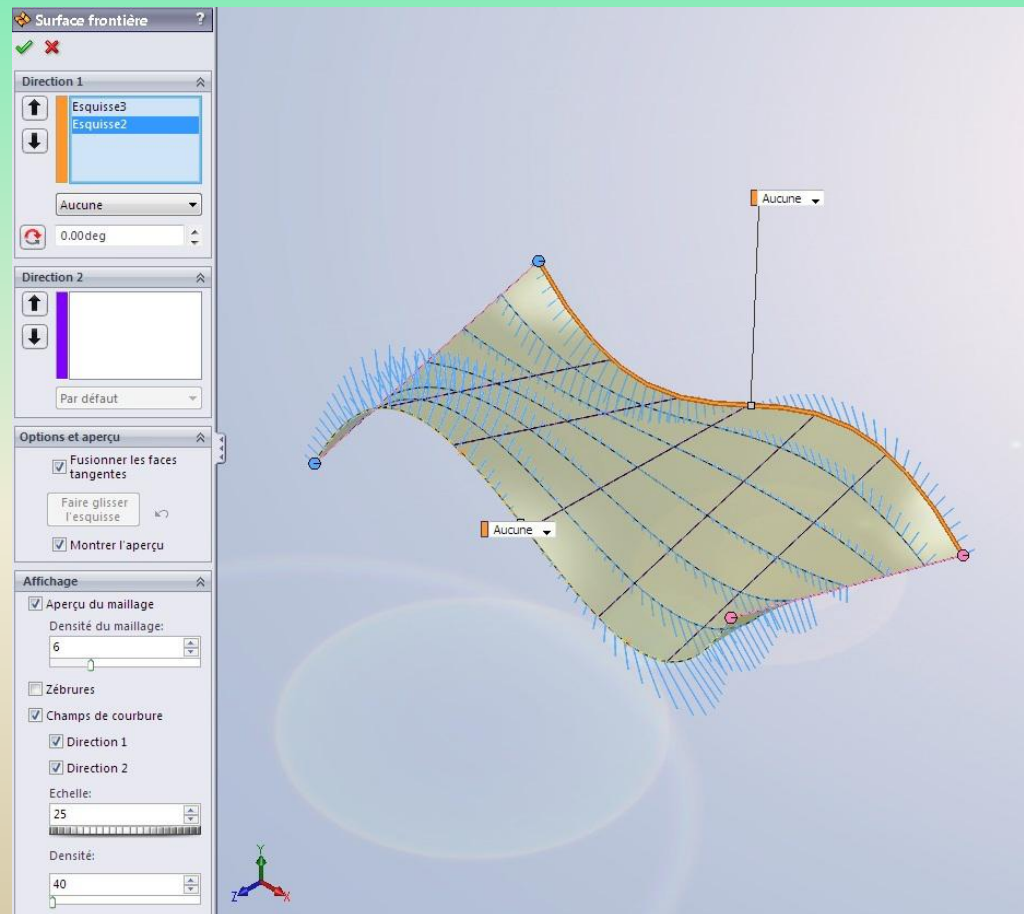 Surface frontière ?
Direction 1
Esquisse3
Esquisse2
Aucune
0.00deg
Direction 2
Par défaut
Options et aperçu
Fusionner les faces
tangentes
Faire glisser
l'esquisse
Montrer l'aperçu
Affichage
Aperçu du maillage
Densité du maillage:
6
Zébrures
Champs de courbure
Direction 1
Direction 2
Echelle:
25
Densité:
40
Aucune
Aucune
Y
Z
X